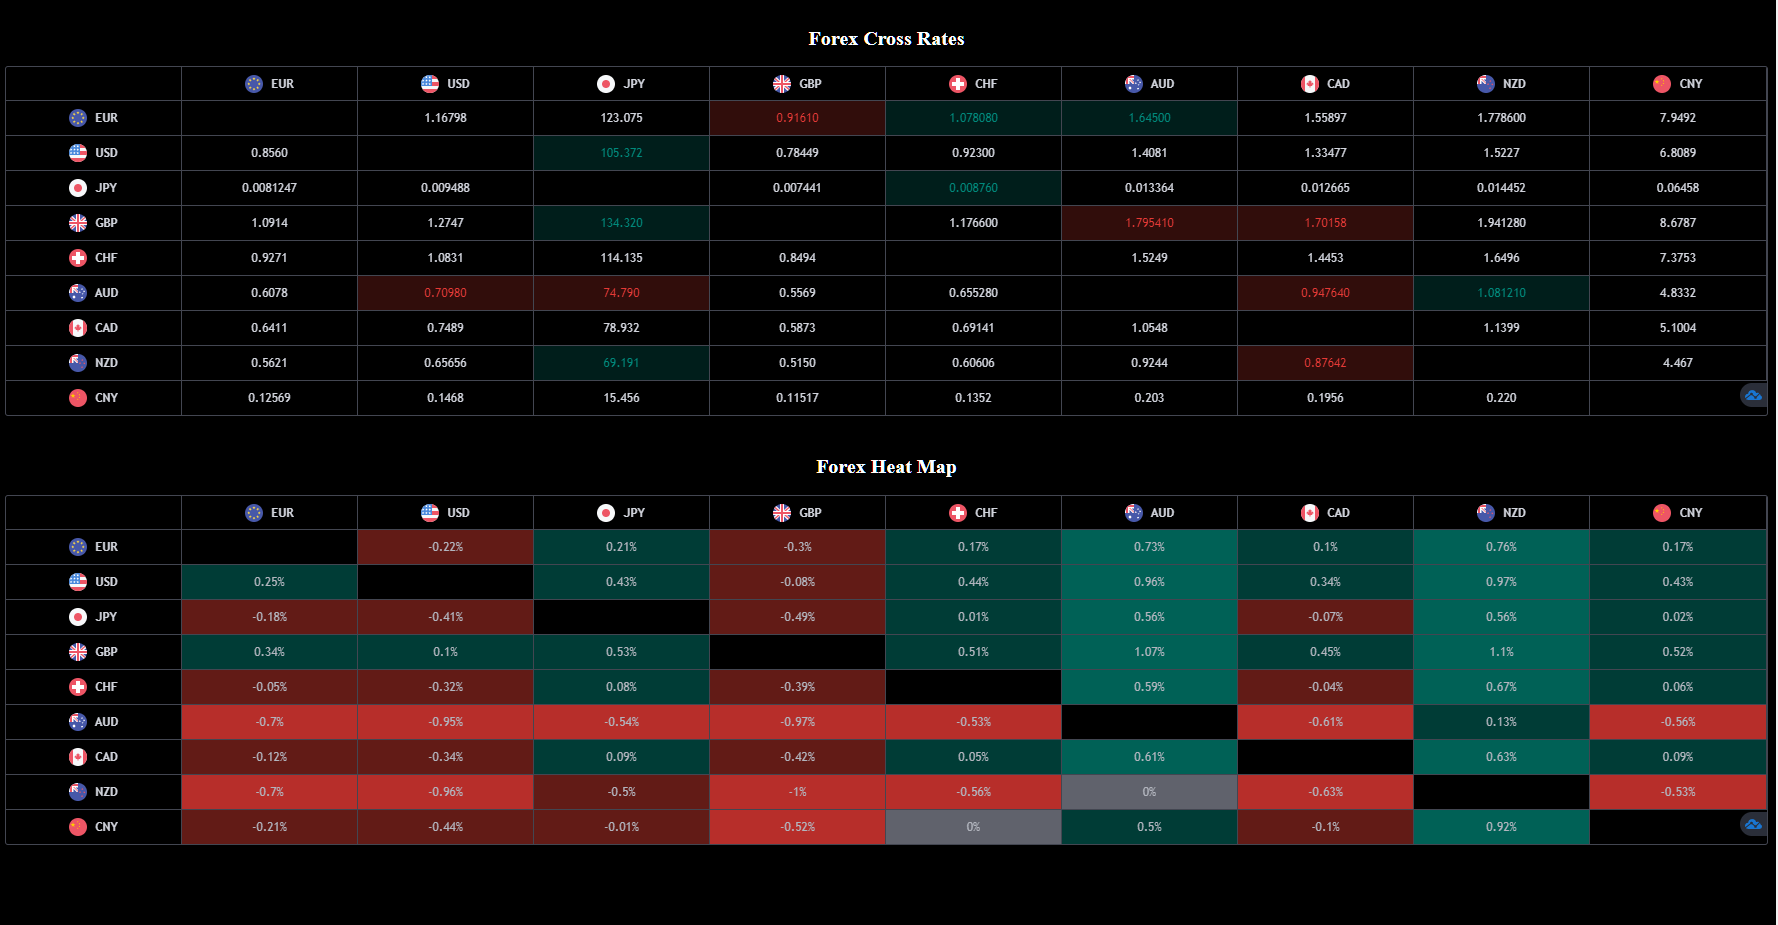 Forex Cross Rates
EUR USD JPY GBP CHF AUD CAD NZD CNY
EUR 1.16798 123.075 0.91610 1.078080 1.64500 1.55897 1.778600 7.9492
USD 0.8560 105.372 0.78449 0.92300 1.4081 1.33477 1.5227 6.8089
JPY 0.0081247 0.009488 0.007441 0.008760 0.013364 0.012665 0.014452 0.06458
GBP 1.0914 1.2747 134.320 1.176600 1.795410 1.70158 1.941280 8.6787
CHF 0.9271 1.0831 114.135 0.8494 1.5249 1.4453 1.6496 7.3753
AUD 0.6078 0.70980 74.790 0.5569 0.655280 0.947640 1.081210 4.8332
CAD 0.6411 0.7489 78.932 0.5873 0.69141 1.0548 1.1399 5.1004
NZD 0.5621 0.65656 69.191 0.5150 0.60606 0.9244 0.87642 4.467
CNY 0.12569 0.1468 15.456 0.11517 0.1352 0.203 0.1956 0.220
Forex Heat Map
EUR USD JPY GBP CHF AUD CAD NZD CNY
EUR -0.22% 0.21% -0.3% 0.17% 0.73% 0.1% 0.76% 0.17%
USD 0.25% 0.43% -0.08% 0.44% 0.96% 0.34% 0.97% 0.43%
JPY -0.18% -0.41% -0.49% 0.01% 0.56% -0.07% 0.56% 0.02%
GBP 0.34% 0.1% 0.53% 0.51% 1.07% 0.45% 1.1% 0.52%
CHF -0.05% -0.32% 0.08% -0.39% 0.59% -0.04% 0.67% 0.06%
AUD -0.7% -0.95% -0.54% -0.97% -0.53% -0.61% 0.13% -0.56%
CAD -0.12% -0.34% 0.09% -0.42% 0.05% 0.61% 0.63% 0.09%
NZD -0.7% -0.96% -0.5% -1% -0.56% 0% -0.63% -0.53%
CNY -0.21% -0.44% -0.01% -0.52% 0% 0.5% -0.1% 0.92%